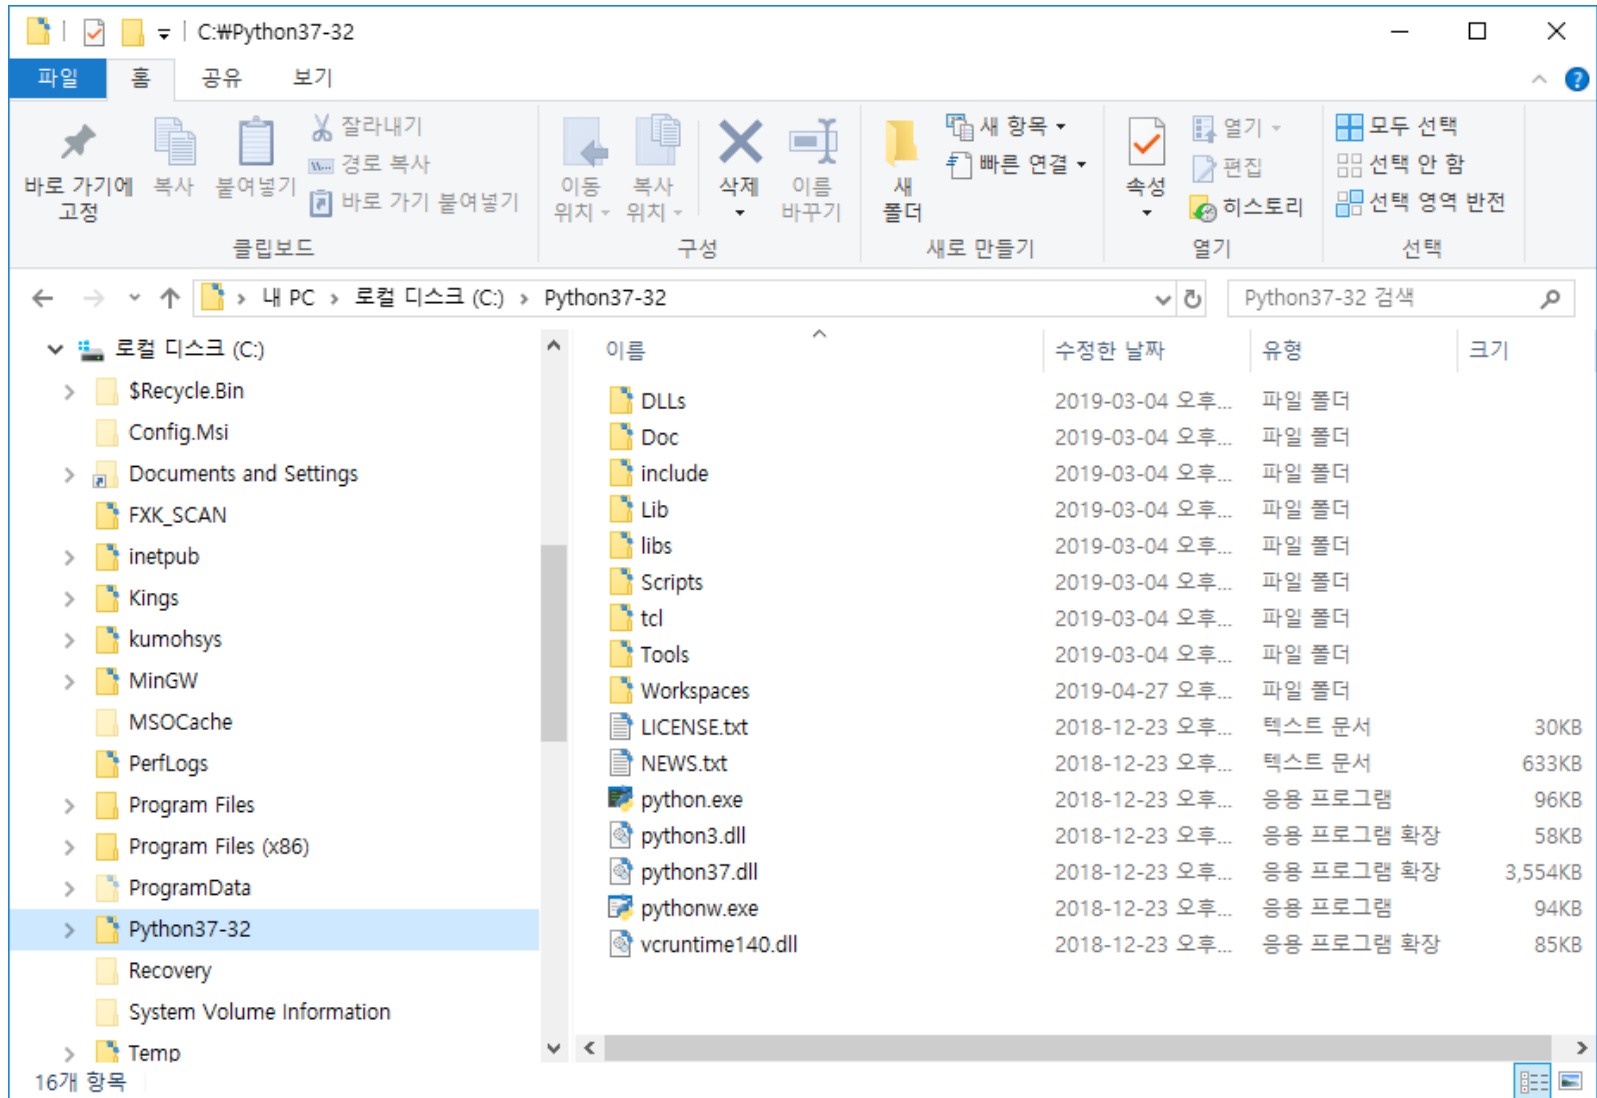 C:₩Python37-32
파일 홈 공유 보기
바로 가기에 고정
복사
붙여넣기
잘라내기
경로 복사
바로 가기 붙여넣기
클립보드
이동 위치
복사 위치
삭제
이름 바꾸기
구성
새 폴더
새 항목
빠른 연결
새로 만들기
속성
열기
편집
히스토리
열기
모두 선택
선택 안 함
선택 영역 반전
선택
내 PC > 로컬 디스크 (C:) > Python37-32
Python37-32 검색
로컬 디스크 (C:)
$Recycle.Bin
Config.Msi
Documents and Settings
FXK_SCAN
inetpub
Kings
kumohsys
MinGW
MSOCache
PerfLogs
Program Files
Program Files (x86)
ProgramData
Python37-32
Recovery
System Volume Information
Temp
이름 수정한 날짜 유형 크기
DLLs 2019-03-04 오후... 파일 폴더
Doc 2019-03-04 오후... 파일 폴더
include 2019-03-04 오후... 파일 폴더
Lib 2019-03-04 오후... 파일 폴더
libs 2019-03-04 오후... 파일 폴더
Scripts 2019-03-04 오후... 파일 폴더
tcl 2019-03-04 오후... 파일 폴더
Tools 2019-03-04 오후... 파일 폴더
Workspaces 2019-04-27 오후... 파일 폴더
LICENSE.txt 2018-12-23 오후... 텍스트 문서 30KB
NEWS.txt 2018-12-23 오후... 텍스트 문서 633KB
python.exe 2018-12-23 오후... 응용 프로그램 96KB
python3.dll 2018-12-23 오후... 응용 프로그램 확장 58KB
python37.dll 2018-12-23 오후... 응용 프로그램 확장 3,554KB
pythonw.exe 2018-12-23 오후... 응용 프로그램 94KB
vcruntime140.dll 2018-12-23 오후... 응용 프로그램 확장 85KB
16개 항목